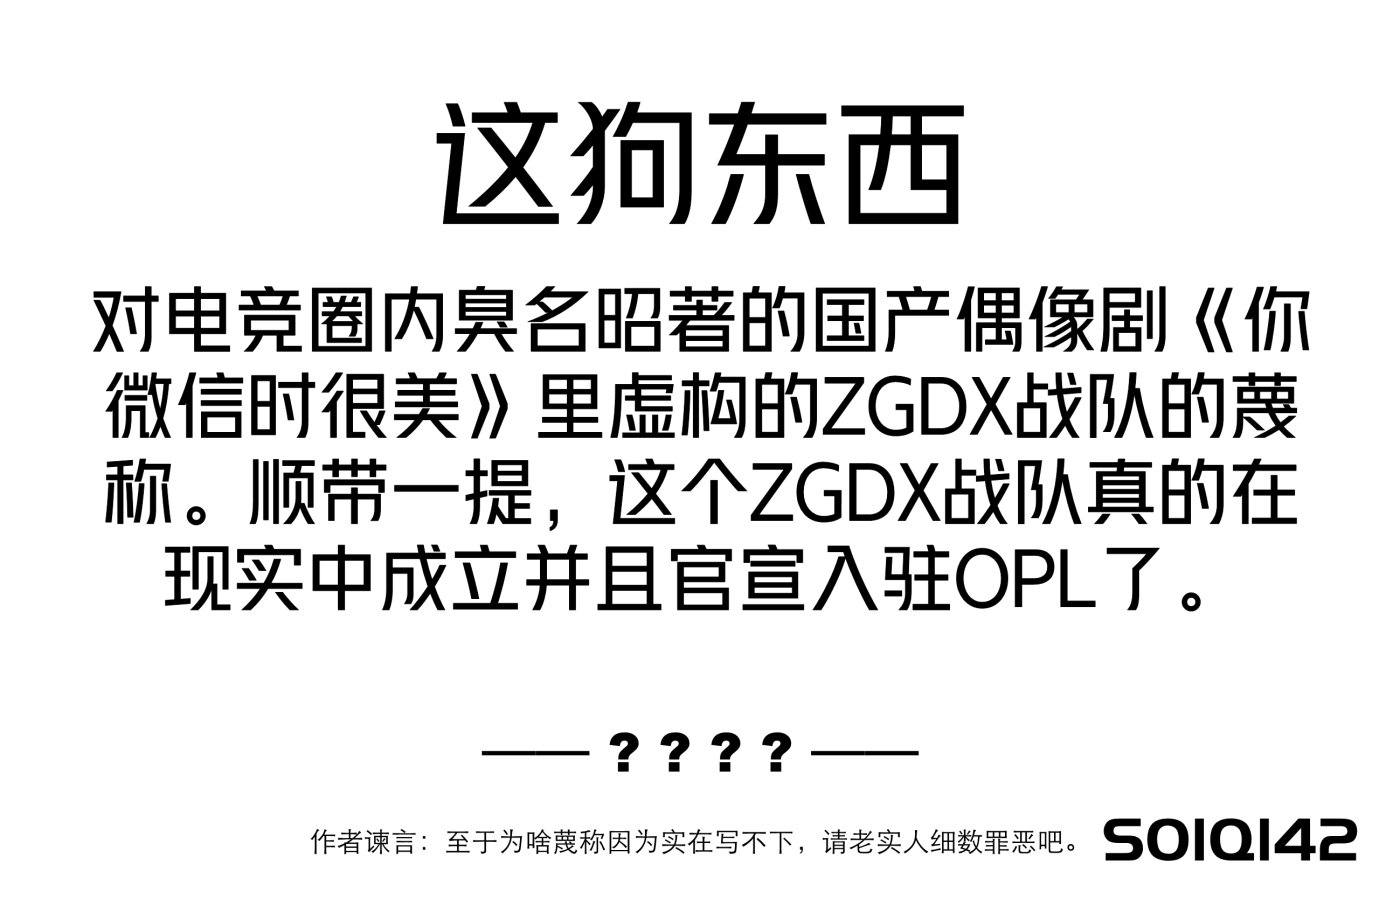 这狗东西
对电竞圈内臭名昭著的国产偶像剧《你
微信时很美》里虚构的ZGDX战队的蔑
称。顺带一提，这个ZGDX战队真的在
现实中成立并且官宣入驻OPL了。
——？？？？——
作者谏言：至于为啥蔑称因为实在写不下，请老实人细数罪恶吧。
SO1Q142